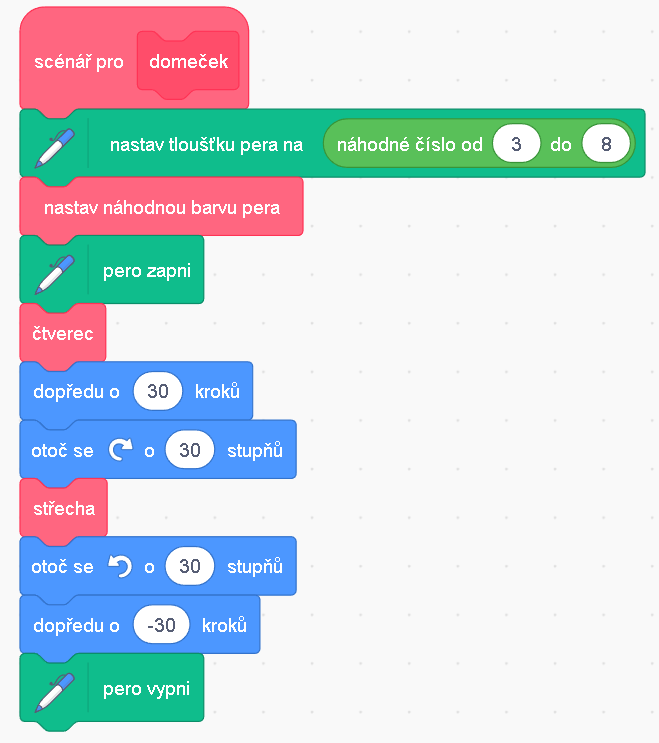 scénář pro domeček
nastav tloušťku pera na náhodné číslo od 3 do 8
nastav náhodnou barvu pera
pero zapni
čtverec
dopředu o 30 kroků
otoč se o 30 stupňů
střecha
otoč se o 30 stupňů
dopředu o -30 kroků
pero vypni